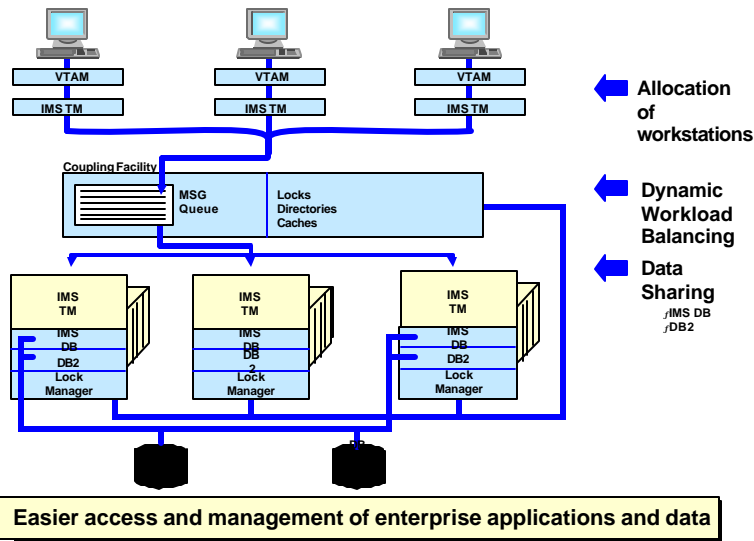 VTAM
VTAM
VTAM
IMS TM
IMS TM
IMS TM
Allocation
of
workstations
Coupling Facility
MSG
Queue
Locks
Directories
Caches
Dynamic
Workload
Balancing
Data
Sharing
ƒIMS DB
ƒDB2
IMS
TM
IMS
DB
DB2
Lock
Manager
IMS
TM
IMS
DB
DB
2
Lock
Manager
IMS
TM
IMS
DB
DB2
Lock
Manager
Easier access and management of enterprise applications and data